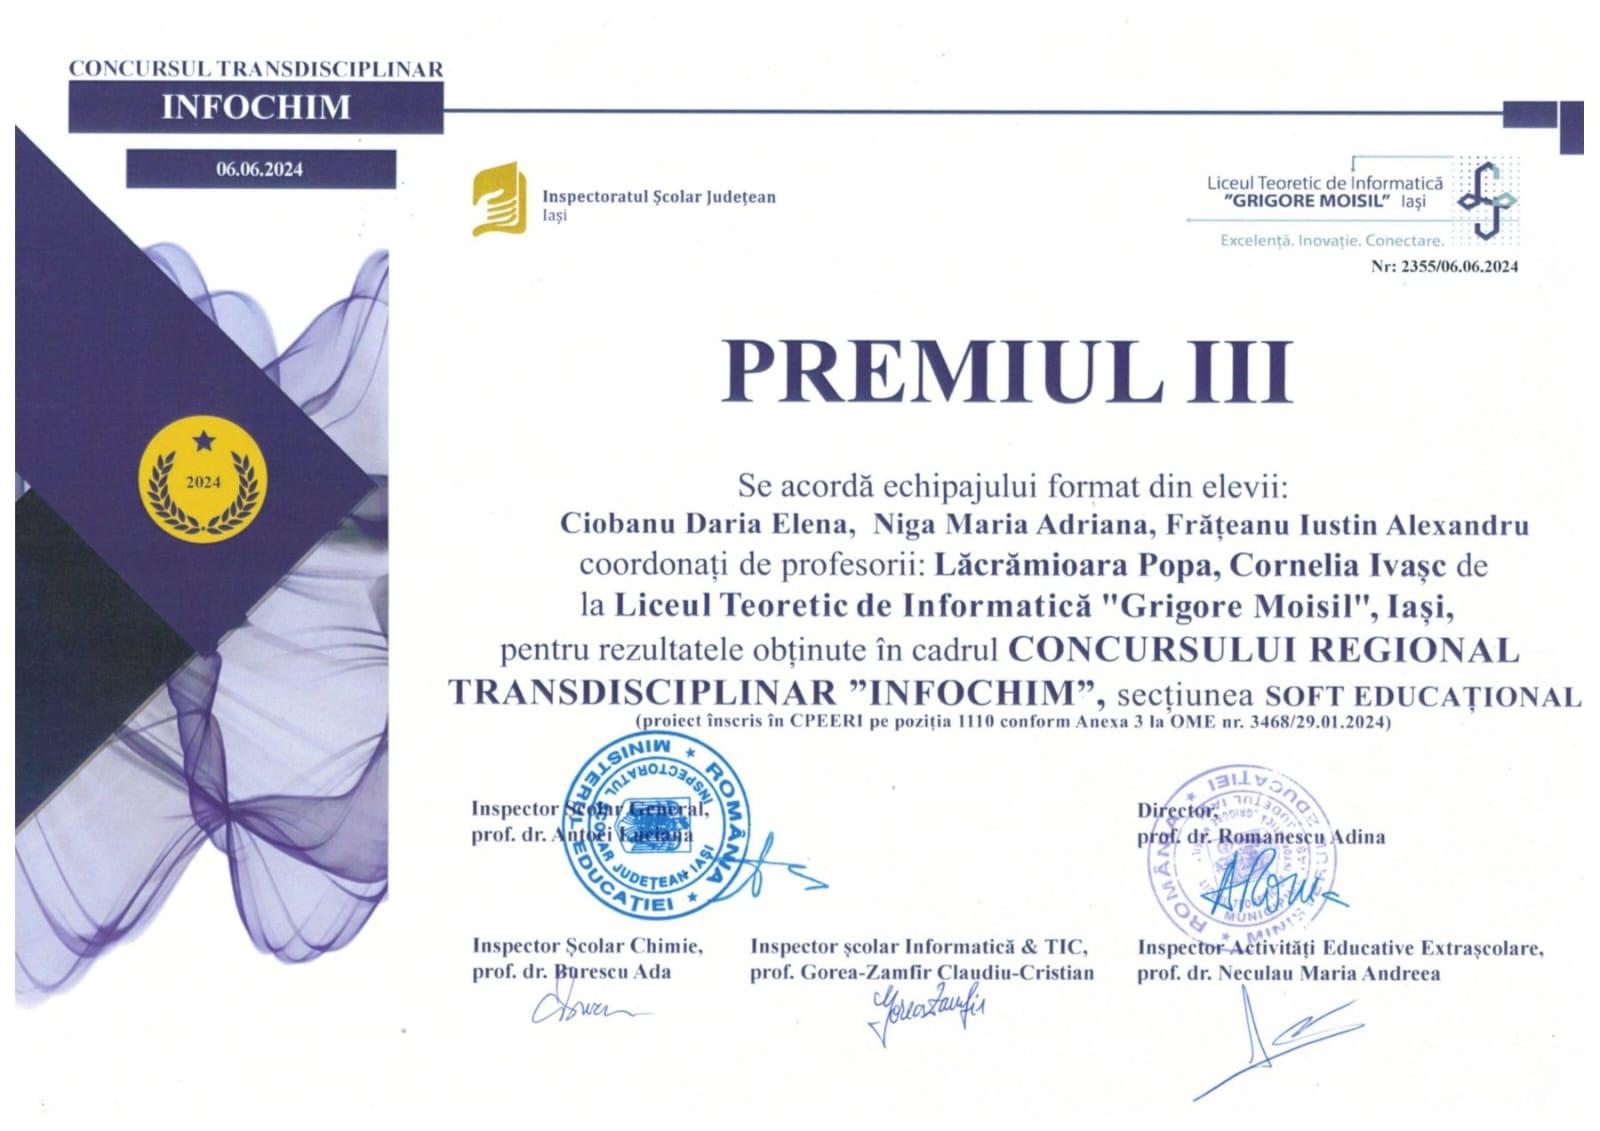 CONCURSUL TRANSDISCIPLINAR
INFOCHIM
06.06.2024
Inspectoratul Școlar Județean
Iași
Liceul Teoretic de Informatică
”GRIGORE MOISIL” Iași
Excelență. Inovație. Conectare.
Nr: 2355/06.06.2024
2024
PREMIUL III
Se acordă echipajului format din elevii:
Ciobanu Daria Elena, Niga Maria Adriana, Frățeanu Iustin Alexandru
coordonați de profesorii: Lăcrămioara Popa, Cornelia Ivașc de
la Liceul Teoretic de Informatică "Grigore Moisil", Iași,
pentru rezultatele obținute în cadrul CONCURSULUI REGIONAL
TRANSDISCIPLINAR ”INFOCHIM”, secțiunea SOFT EDUCAȚIONAL
(proiect înscris în CPEERI pe poziția 1110 conform Anexa 3 la OME nr. 3468/29.01.2024)
Inspector Școlar General,
prof. dr. Antoci Luciana
ROMÂNIA * MINISTERUL EDUCAȚIEI *
INSPECTORATUL ȘCOLAR JUDEȚEAN IAȘI
Director,
prof. dr. Romanescu Adina
ROMÂNIA * MINISTERUL EDUCAȚIEI *
Inspector Școlar Chimie,
prof. dr. Burescu Ada
Inspector școlar Informatică & TIC,
prof. Gorea-Zamfir Claudiu-Cristian
GoreaZamfir
Inspector Activități Educative Extrașcolare,
prof. dr. Neculau Maria Andreea